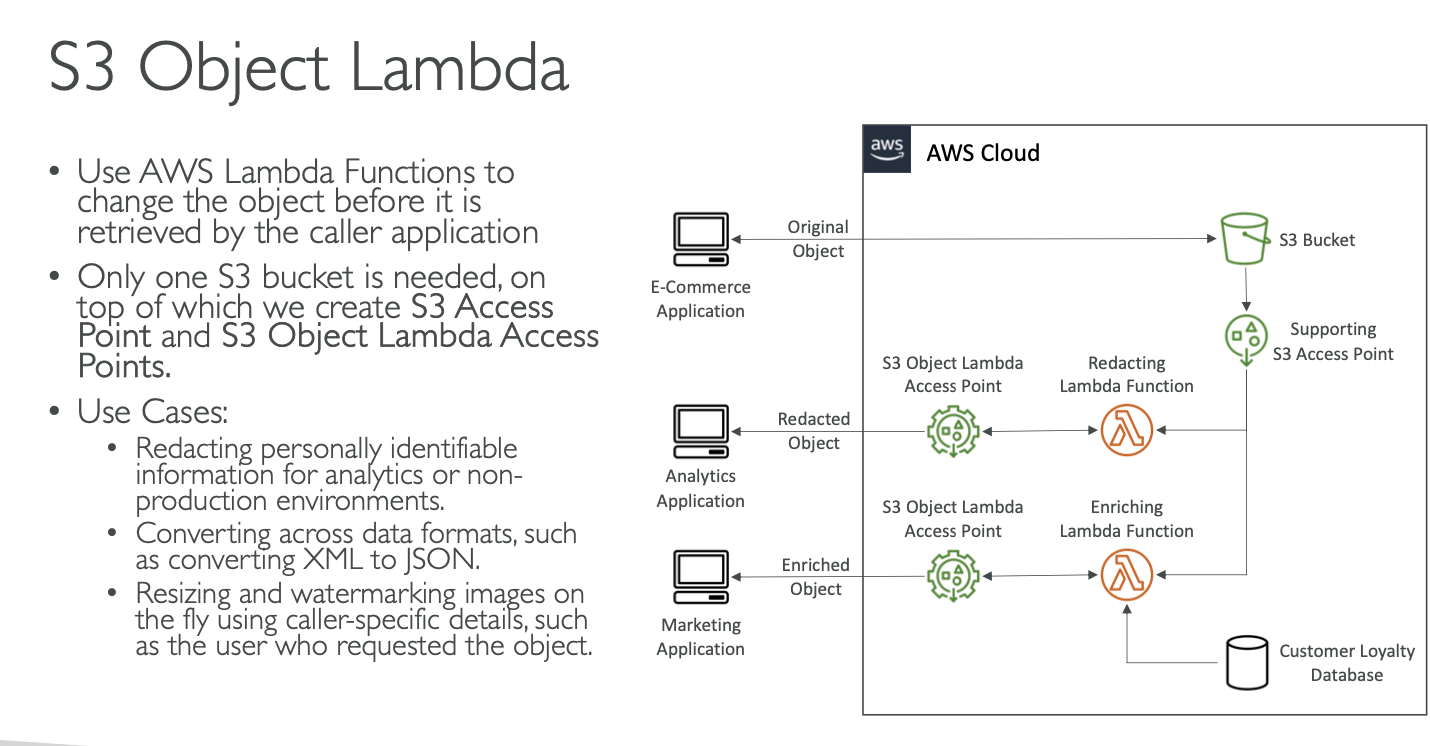 S3 Object Lambda
• Use AWS Lambda Functions to
change the object before it is
retrieved by the caller application
• Only one S3 bucket is needed, on
top of which we create S3 Access
Point and S3 Object Lambda Access
Points.
• Use Cases:
• Redacting personally identifiable
information for analytics or non-
production environments.
• Converting across data formats, such
as converting XML to JSON.
• Resizing and watermarking images on
the fly using caller-specific details, such
as the user who requested the object.
aws
AWS Cloud
Original
Object
S3 Bucket
E-Commerce
Application
Supporting
S3 Access Point
S3 Object Lambda
Access Point
Redacting
Lambda Function
Redacted
Object
Analytics
Application
S3 Object Lambda
Access Point
Enriching
Lambda Function
Enriched
Object
Marketing
Application
Customer Loyalty
Database